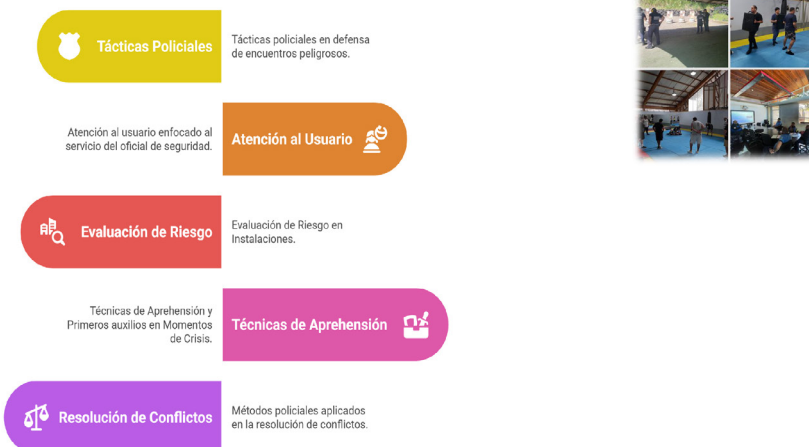 Tácticas Policiales
Tácticas policiales en defensa
de encuentros peligrosos.
Atención al usuario enfocado al
servicio del oficial de seguridad.
Atención al Usuario
Evaluación de Riesgo
Evaluación de Riesgo en
Instalaciones.
Técnicas de Aprehensión y
Primeros auxilios en Momentos
de Crisis.
Técnicas de Aprehensión
Resolución de Conflictos
Métodos policiales aplicados
en la resolución de conflictos.